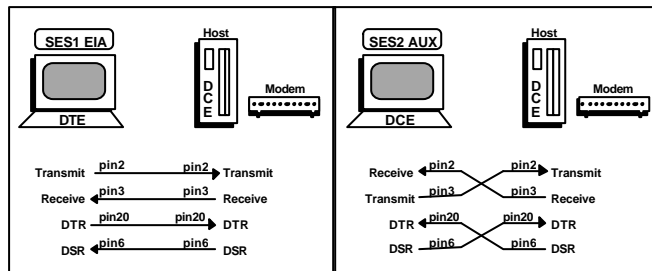 SES1 EIA
Host
DCE
Modem
DTE
Transmit pin2 pin2 Transmit
Receive pin3 pin3 Receive
DTR pin20 pin20 DTR
DSR pin6 pin6 DSR
SES2 AUX
Host
DCE
Modem
DCE
Receive pin2 pin2 Transmit
Transmit pin3 pin3 Receive
DTR pin20 pin20 DTR
DSR pin6 pin6 DSR